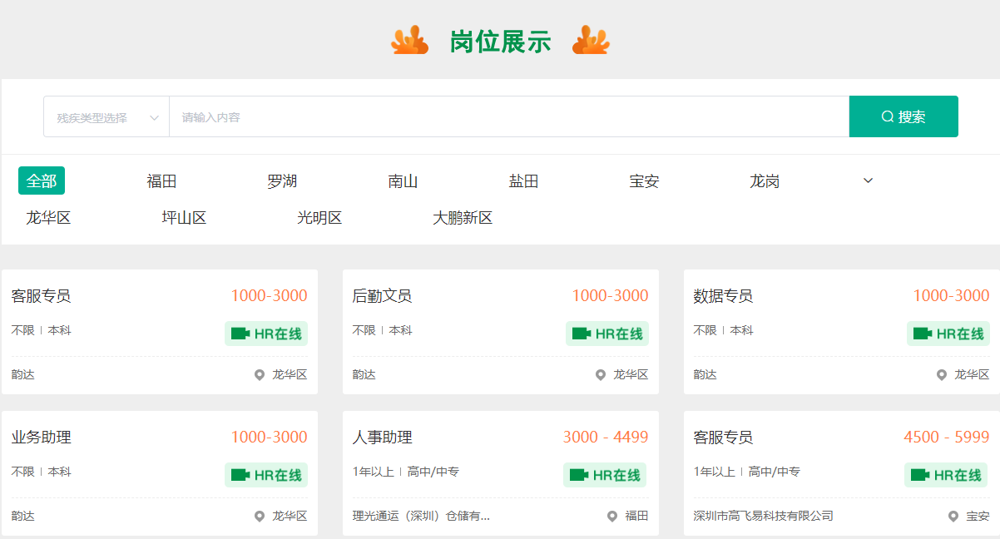 岗位展示
残疾类型选择 请输入内容 搜索
全部 福田 罗湖 南山 盐田 宝安 龙岗
龙华区 坪山区 光明区 大鹏新区
客服专员 1000-3000
不限 | 本科 HR在线
韵达 龙华区
后勤文员 1000-3000
不限 | 本科 HR在线
韵达 龙华区
数据专员 1000-3000
不限 | 本科 HR在线
韵达 龙华区
业务助理 1000-3000
不限 | 本科 HR在线
韵达 龙华区
人事助理 3000 - 4499
1年以上 | 高中/中专 HR在线
理光通运（深圳）仓储有... 福田
客服专员 4500 - 5999
1年以上 | 高中/中专 HR在线
深圳市高飞易科技有限公司 宝安